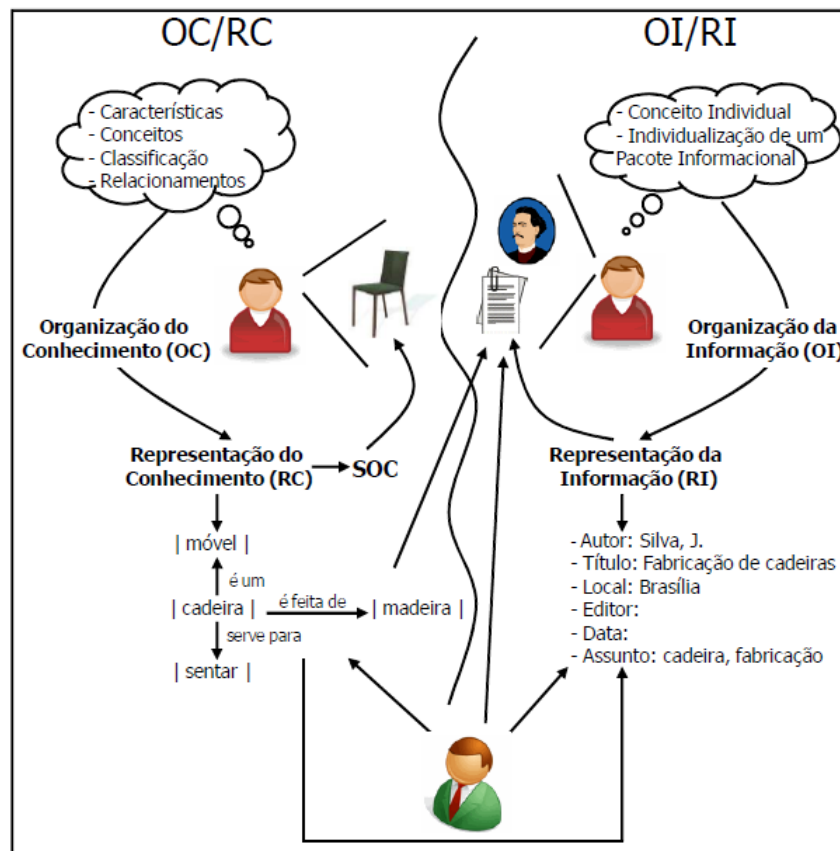 OC/RC
- Características
- Conceitos
- Classificação
- Relacionamentos
Organização do
Conhecimento (OC)
Representação do
Conhecimento (RC)
SOC
| móvel |
é um
| cadeira |
é feita de
| madeira |
serve para
| sentar |
OI/RI
- Conceito Individual
- Individualização de um
Pacote Informacional
Organização da
Informação (OI)
Representação da
Informação (RI)
- Autor: Silva, J.
- Título: Fabricação de cadeiras
- Local: Brasília
- Editor:
- Data:
- Assunto: cadeira, fabricação